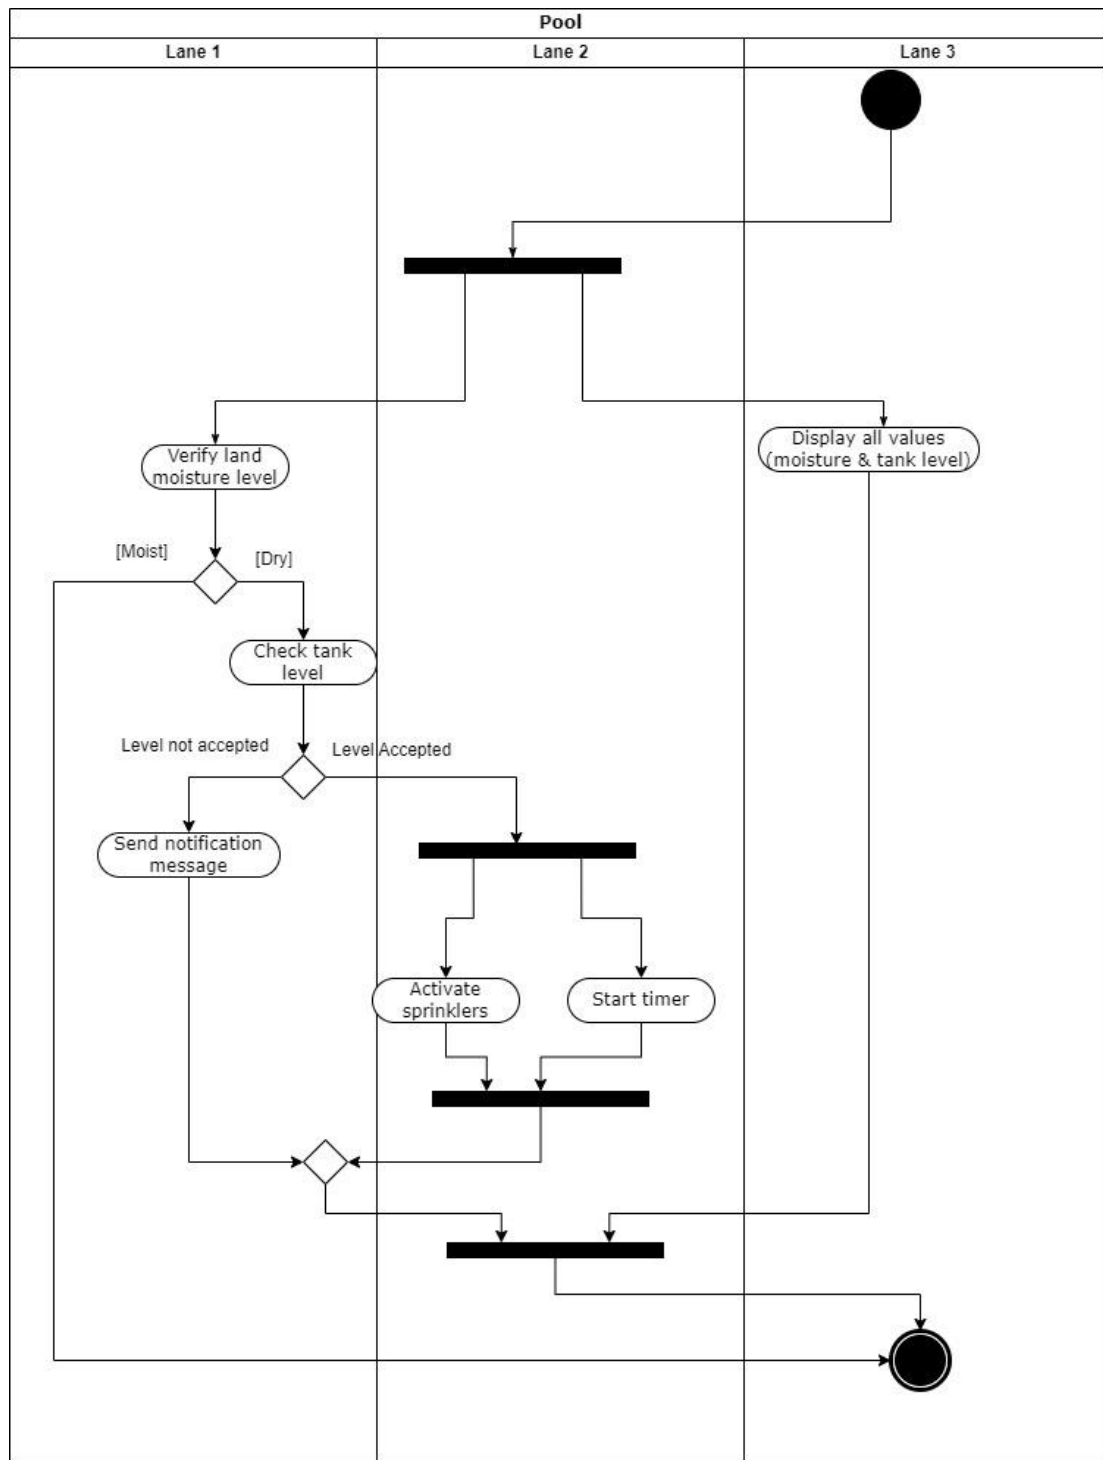 Pool
Lane 1
Lane 2
Lane 3
Verify land
moisture level
Display all values
(moisture & tank level)
[Moist]
[Dry]
Check tank
level
Level not accepted
Level Accepted
Send notification
message
Activate
sprinklers
Start timer